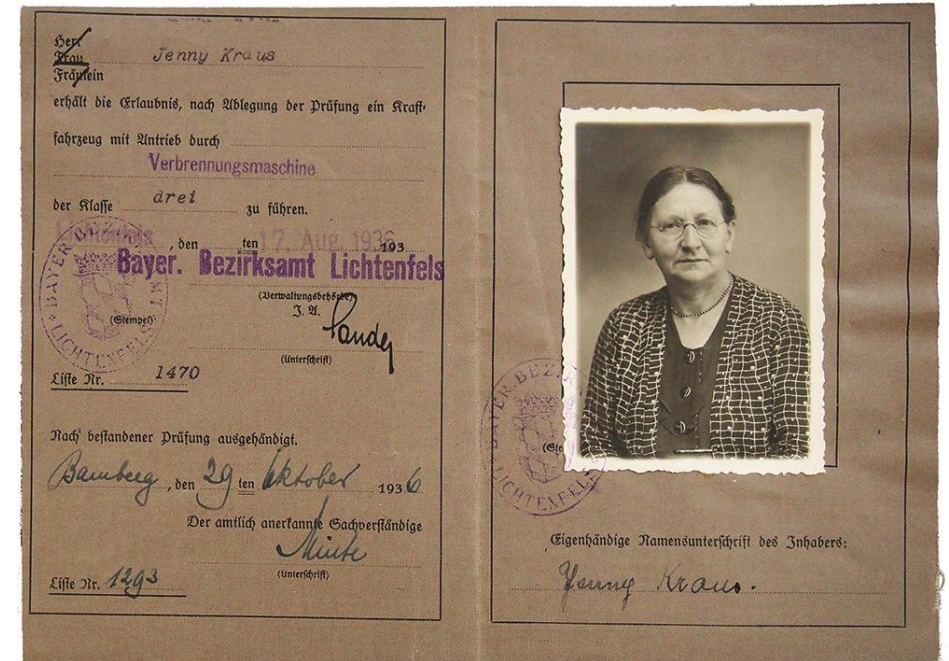 Herr
Frau Jenny Kraus
Fräulein
erhält die Erlaubnis, nach Ablegung der Prüfung ein Kraft-
fahrzeug mit Antrieb durch
Verbrennungsmaschine
der Klasse drei zu führen.
Lichtenfels, den ten 17. Aug. 1936 193
Bayer. Bezirksamt Lichtenfels
(Verwaltungsbehörde)
I. A.
(Stempel)
(Unterschrift)
Liste Nr. 1470
Nach bestandener Prüfung ausgehändigt.
Bamberg, den 29 ten Oktober 1936
Der amtlich anerkannte Sachverständige
(Unterschrift)
Liste Nr. 1293
BAYER. BEZIRKSAMT LICHTENFELS
BAYER. BEZIRKSAMT LICHTENFELS
(Ste
Eigenhändige Namensunterschrift des Inhabers:
Jenny Kraus.